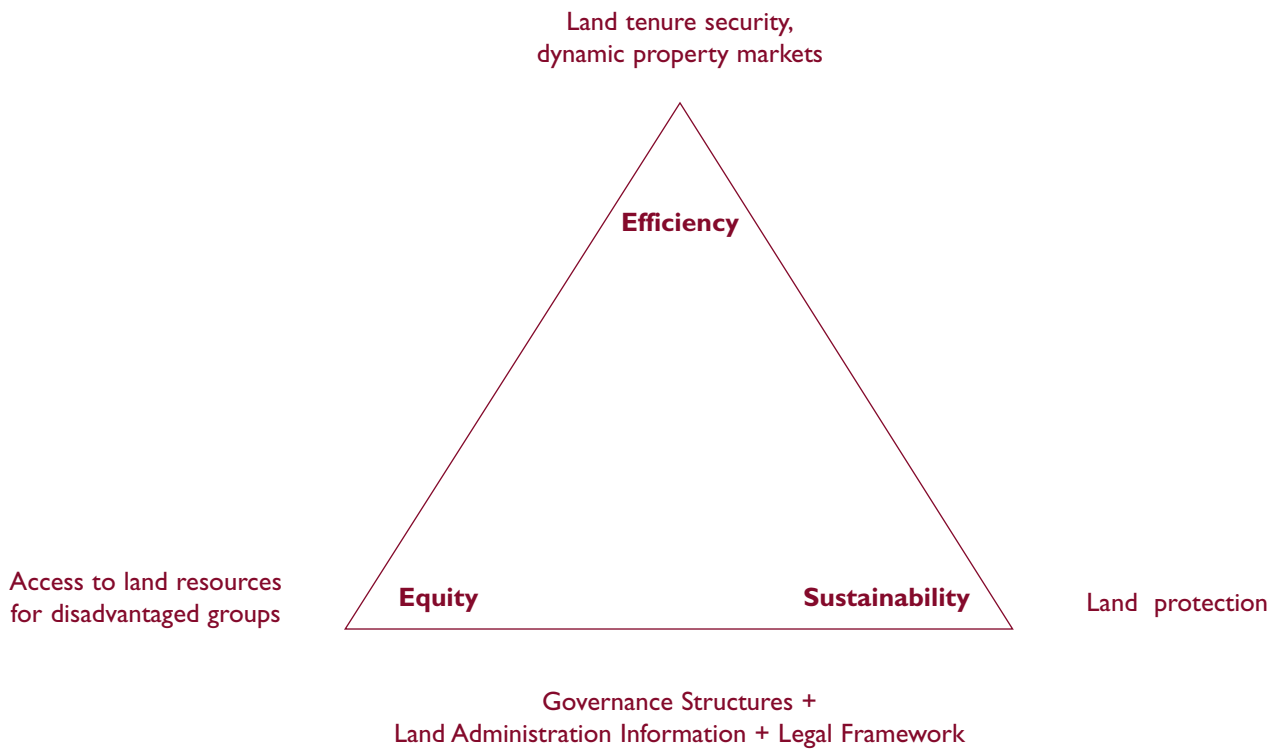 Land tenure security,
dynamic property markets
Efficiency
Access to land resources
for disadvantaged groups
Equity
Sustainability
Land protection
Governance Structures +
Land Administration Information + Legal Framework